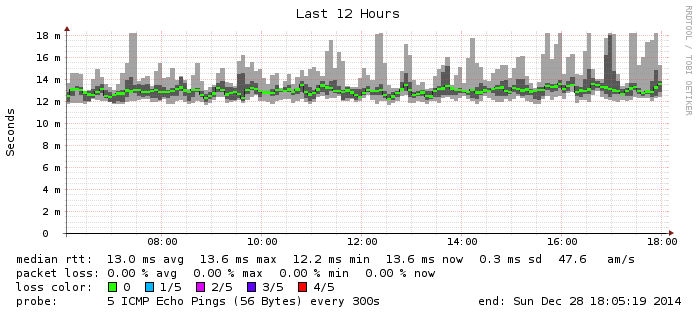 Last 12 Hours
RRDTOOL / TOBI OETIKER
Seconds
18 m
16 m
14 m
12 m
10 m
8 m
6 m
4 m
2 m
0
08:00 10:00 12:00 14:00 16:00 18:00
median rtt: 13.0 ms avg 13.6 ms max 12.2 ms min 13.6 ms now 0.3 ms sd 47.6 am/s
packet loss: 0.00 % avg 0.00 % max 0.00 % min 0.00 % now
loss color: 0 1/5 2/5 3/5 4/5
probe: 5 ICMP Echo Pings (56 Bytes) every 300s end: Sun Dec 28 18:05:19 2014